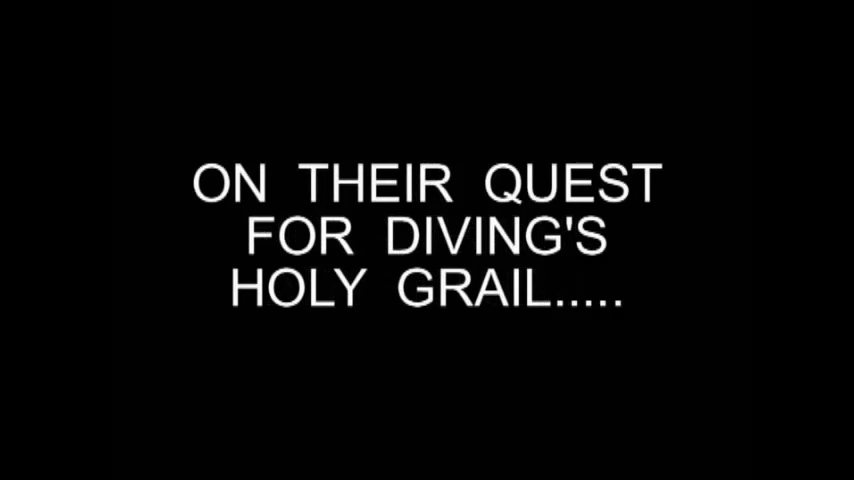 ON THEIR QUEST
FOR DIVING'S
HOLY GRAIL.....